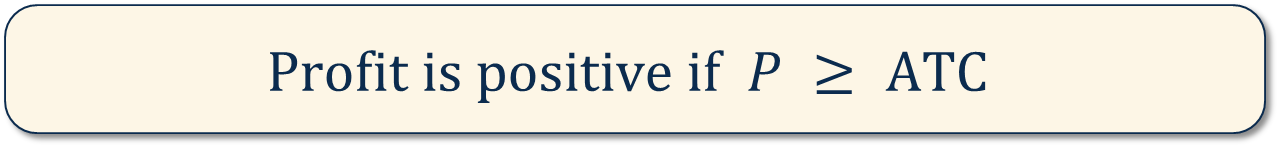 Profit is positive if P ≥ ATC